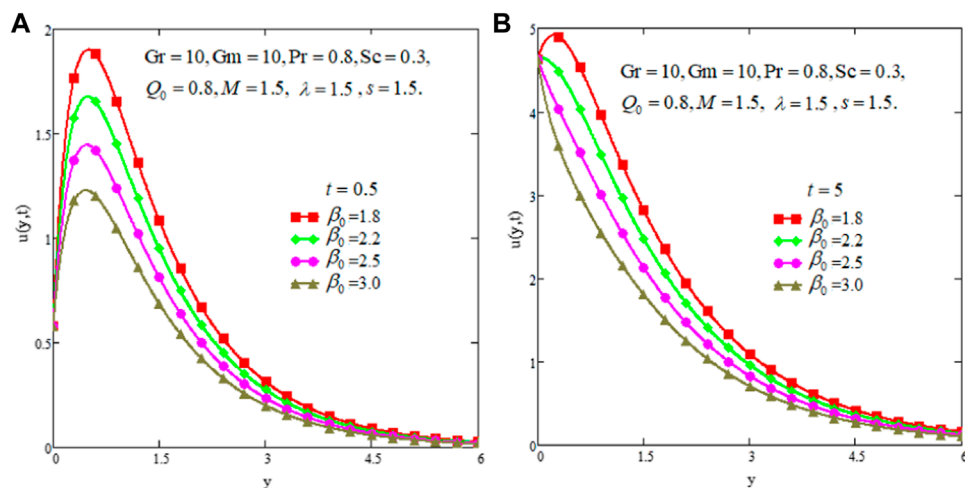 A
Gr = 10, Gm = 10, Pr = 0.8, Sc = 0.3,
Q₀ = 0.8, M = 1.5, λ = 1.5 , s = 1.5.
t = 0.5
β₀ =1.8
β₀ =2.2
β₀ =2.5
β₀ =3.0
u(y,t)
2
1.5
1
0.5
0
0 1.5 3 4.5 6
y
B
Gr = 10, Gm = 10, Pr = 0.8, Sc = 0.3,
Q₀ = 0.8, M = 1.5, λ = 1.5 , s = 1.5.
t = 5
β₀ =1.8
β₀ =2.2
β₀ =2.5
β₀ =3.0
u(y,t)
5
4
3
2
1
0
0 1.5 3 4.5 6
y